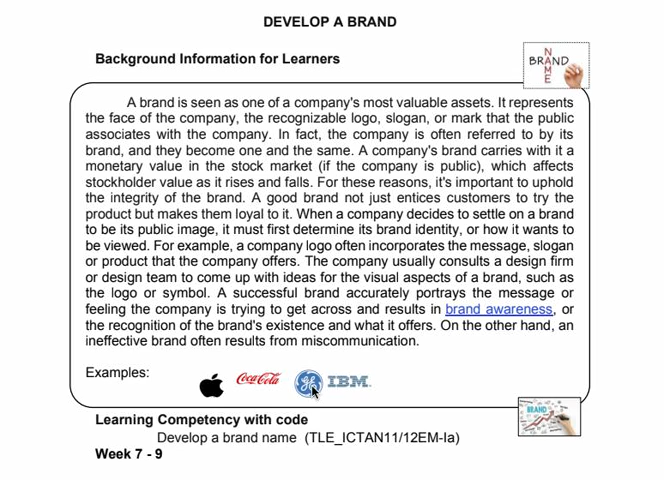 DEVELOP A BRAND
Background Information for Learners
BRAND
NAME
A brand is seen as one of a company's most valuable assets. It represents
the face of the company, the recognizable logo, slogan, or mark that the public
associates with the company. In fact, the company is often referred to by its
brand, and they become one and the same. A company's brand carries with it a
monetary value in the stock market (if the company is public), which affects
stockholder value as it rises and falls. For these reasons, it's important to uphold
the integrity of the brand. A good brand not just entices customers to try the
product but makes them loyal to it. When a company decides to settle on a brand
to be its public image, it must first determine its brand identity, or how it wants to
be viewed. For example, a company logo often incorporates the message, slogan
or product that the company offers. The company usually consults a design firm
or design team to come up with ideas for the visual aspects of a brand, such as
the logo or symbol. A successful brand accurately portrays the message or
feeling the company is trying to get across and results in brand awareness, or
the recognition of the brand's existence and what it offers. On the other hand, an
ineffective brand often results from miscommunication.
Examples:
Coca-Cola GE IBM
BRAND
Learning Competency with code
Develop a brand name (TLE_ICTAN11/12EM-Ia)
Week 7 - 9